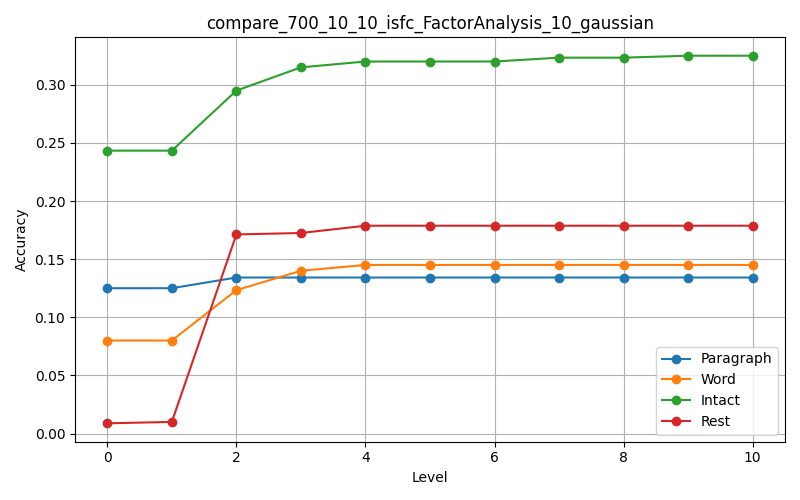 compare_700_10_10_isfc_FactorAnalysis_10_gaussian
Accuracy
0.30
0.25
0.20
0.15
0.10
0.05
0.00
0 2 4 6 8 10
Level
Paragraph
Word
Intact
Rest